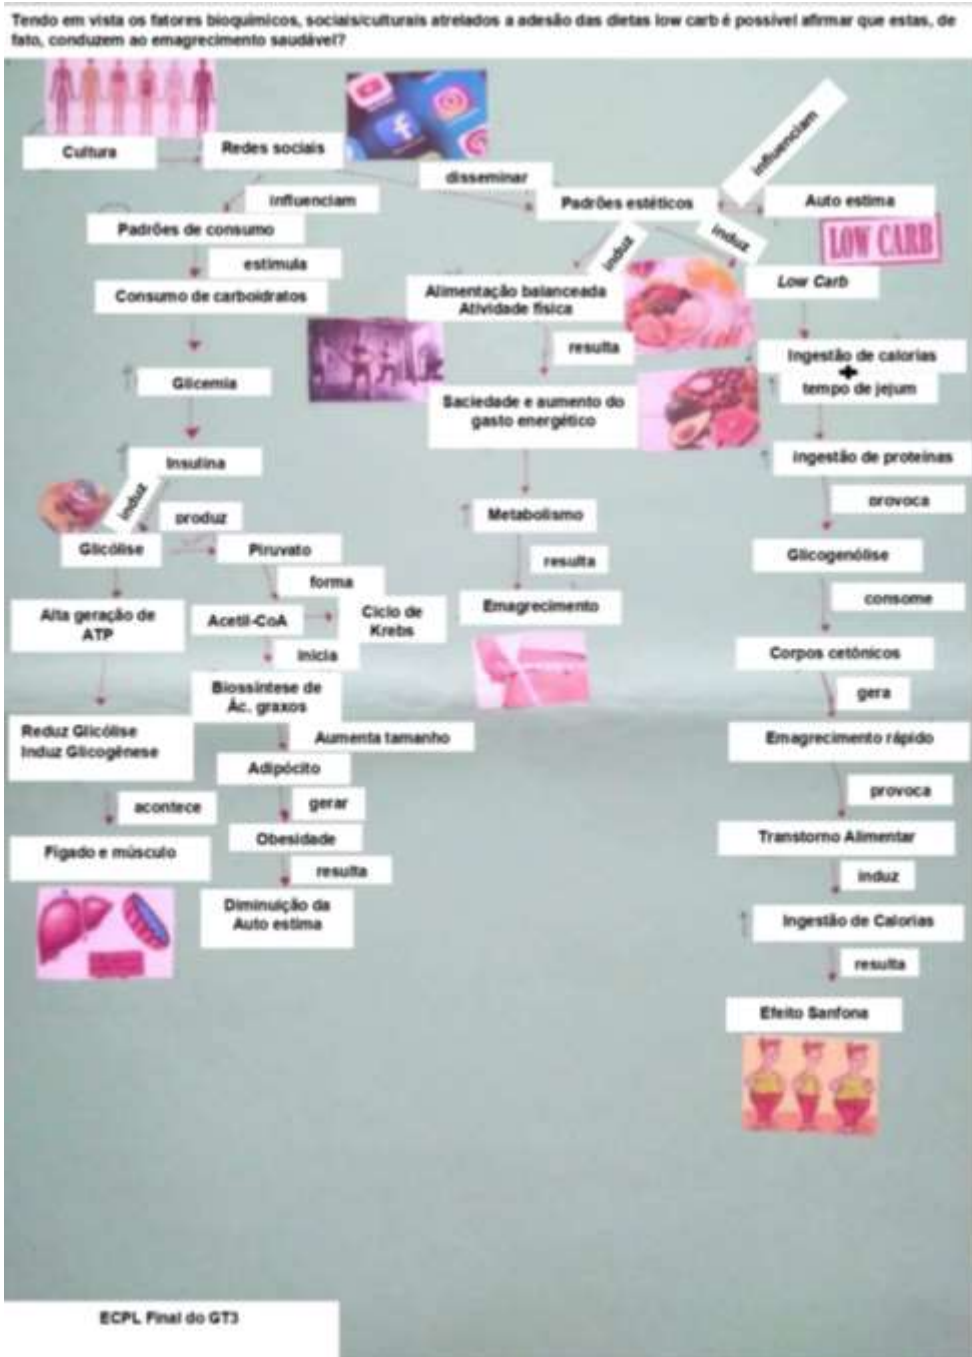 Tendo em vista os fatores bioquímicos, sociais/culturais atrelados a adesão das dietas low carb é possível afirmar que estas, de
fato, conduzem ao emagrecimento saudável?
Cultura
Redes sociais
disseminar
influenciam
Padrões estéticos
Auto estima
influenciam
Padrões de consumo
estimula
Consumo de carboidratos
induz
induz
LOW CARB
Alimentação balanceada
Atividade física
Low Carb
resulta
Ingestão de calorias
+
tempo de jejum
Glicemia
Saciedade e aumento do
gasto energético
Insulina
ingestão de proteínas
induz
produz
provoca
Glicólise
Piruvato
Metabolismo
Glicogenólise
forma
resulta
consome
Alta geração de
ATP
Acetil-CoA
Ciclo de
Krebs
Emagrecimento
inicia
Corpos cetônicos
Biossíntese de
Ác. graxos
gera
Reduz Glicólise
Induz Glicogênese
Aumenta tamanho
Emagrecimento rápido
Adipócito
provoca
acontece
gerar
Fígado e músculo
Obesidade
Transtorno Alimentar
resulta
induz
Diminuição da
Auto estima
Ingestão de Calorias
resulta
Efeito Sanfona
ECPL Final do GT3